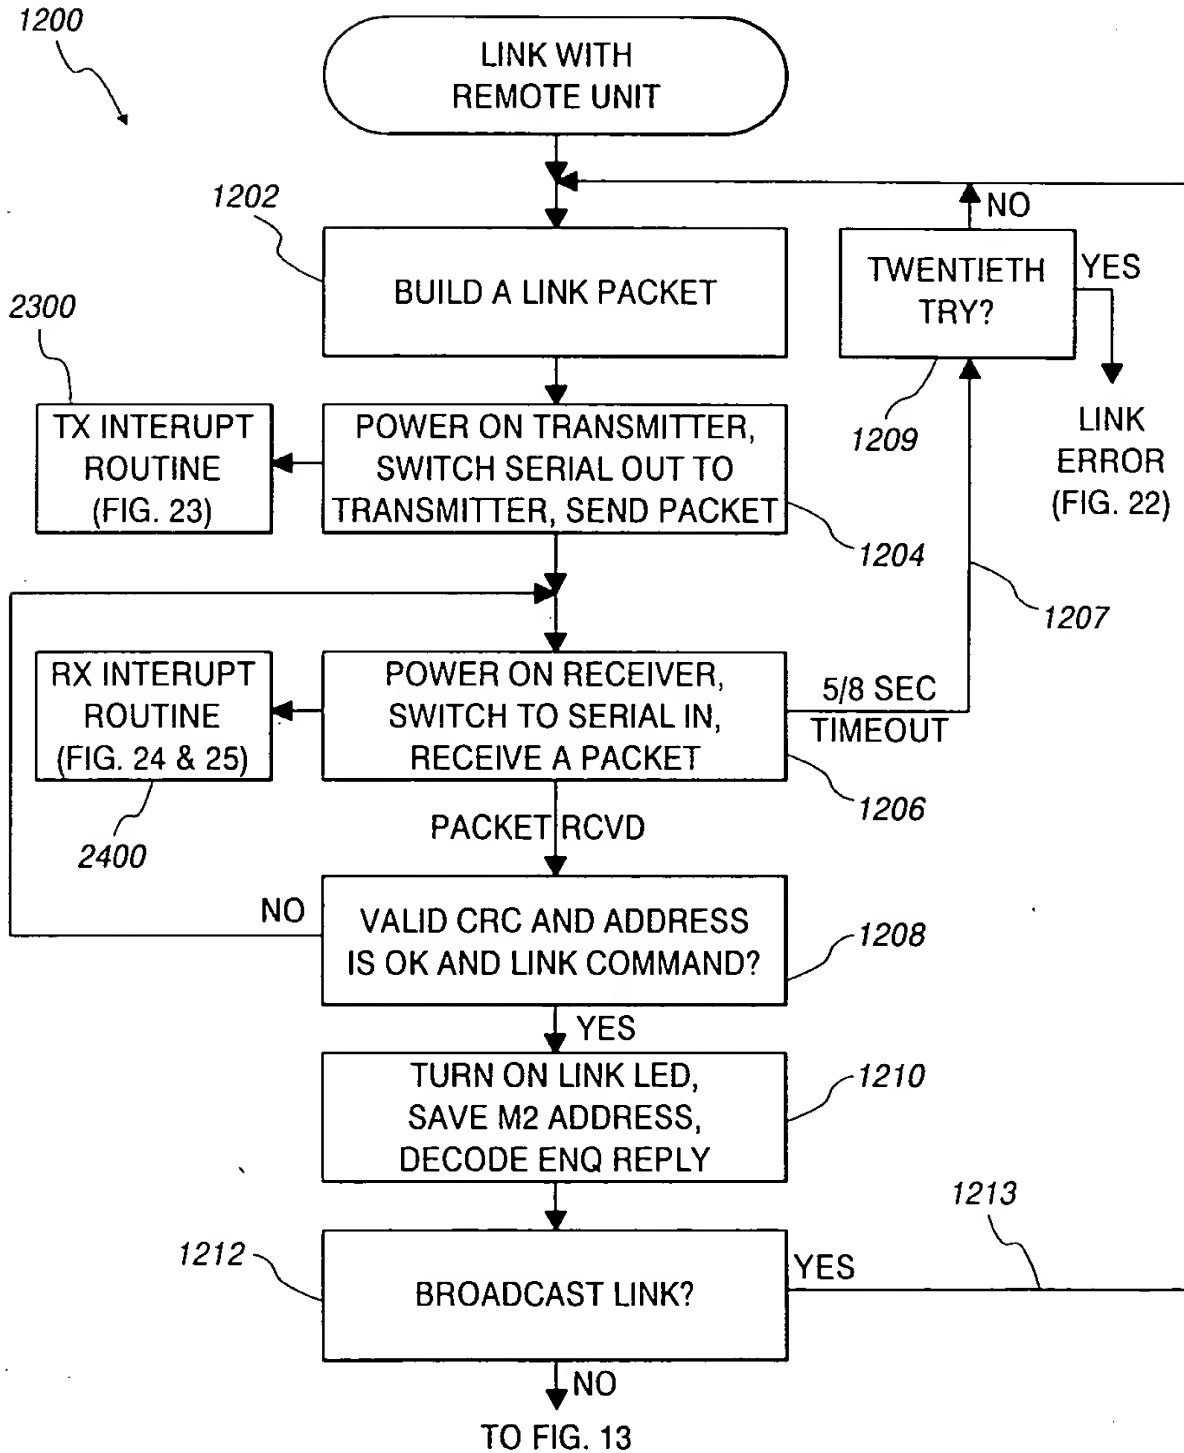 1200
LINK WITH
REMOTE UNIT
1202
NO
BUILD A LINK PACKET
TWENTIETH
TRY?
YES
2300
1209
LINK
ERROR
(FIG. 22)
TX INTERUPT
ROUTINE
(FIG. 23)
POWER ON TRANSMITTER,
SWITCH SERIAL OUT TO
TRANSMITTER, SEND PACKET
1204
1207
RX INTERUPT
ROUTINE
(FIG. 24 & 25)
POWER ON RECEIVER,
SWITCH TO SERIAL IN,
RECEIVE A PACKET
5/8 SEC
TIMEOUT
1206
2400
PACKET RCVD
NO
VALID CRC AND ADDRESS
IS OK AND LINK COMMAND?
1208
YES
TURN ON LINK LED,
SAVE M2 ADDRESS,
DECODE ENQ REPLY
1210
1213
1212
BROADCAST LINK?
YES
NO
TO FIG. 13